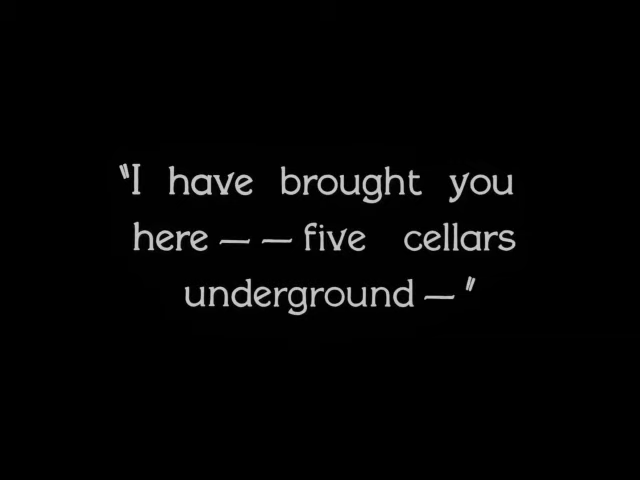 "I have brought you
here — — five cellars
underground — "